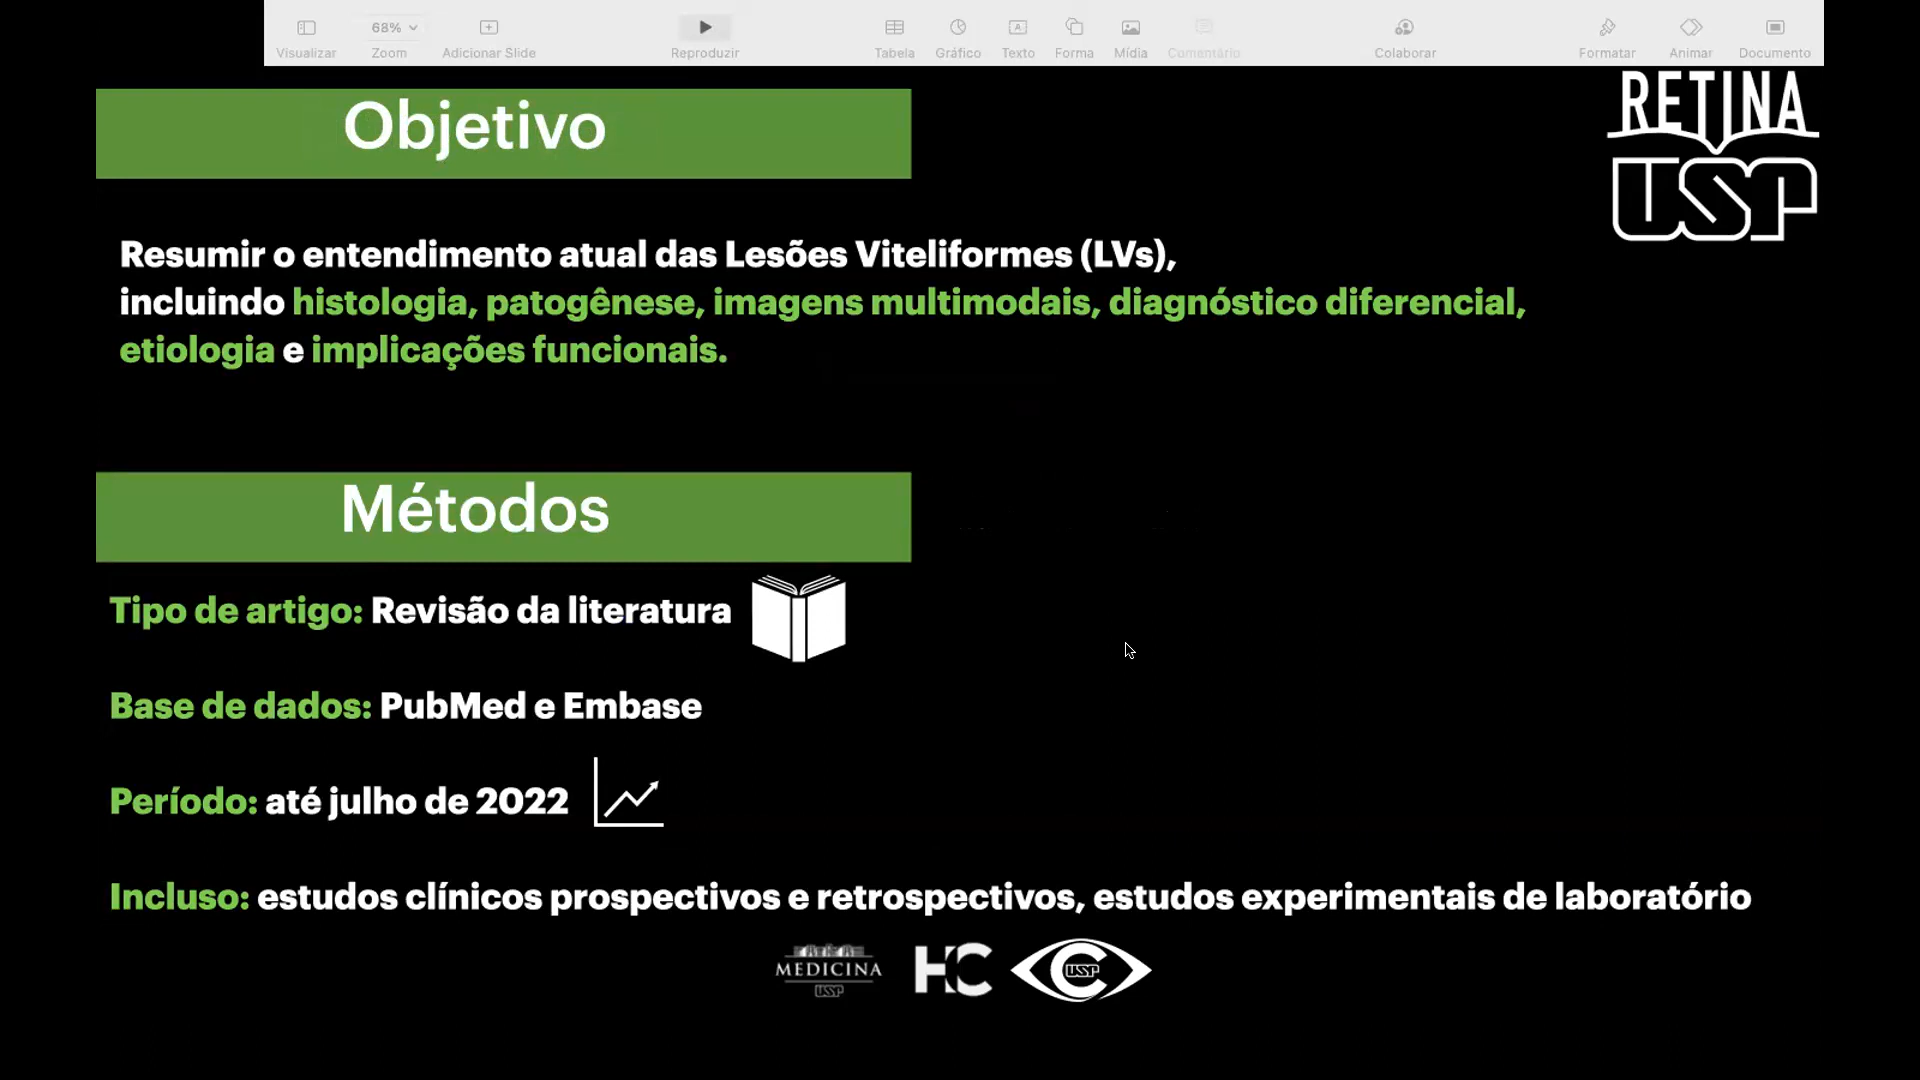 Visualizar
68%
Zoom
Adicionar Slide
Reproduzir
Tabela
Gráfico
Texto
Forma
Mídia
Comentário
Colaborar
Formatar
Animar
Documento
RETINA
USP
Objetivo
Resumir o entendimento atual das Lesões Viteliformes (LVs),
incluindo histologia, patogênese, imagens multimodais, diagnóstico diferencial,
etiologia e implicações funcionais.
Métodos
Tipo de artigo: Revisão da literatura
Base de dados: PubMed e Embase
Período: até julho de 2022
Incluso: estudos clínicos prospectivos e retrospectivos, estudos experimentais de laboratório
MEDICINA
USP
HC
USP